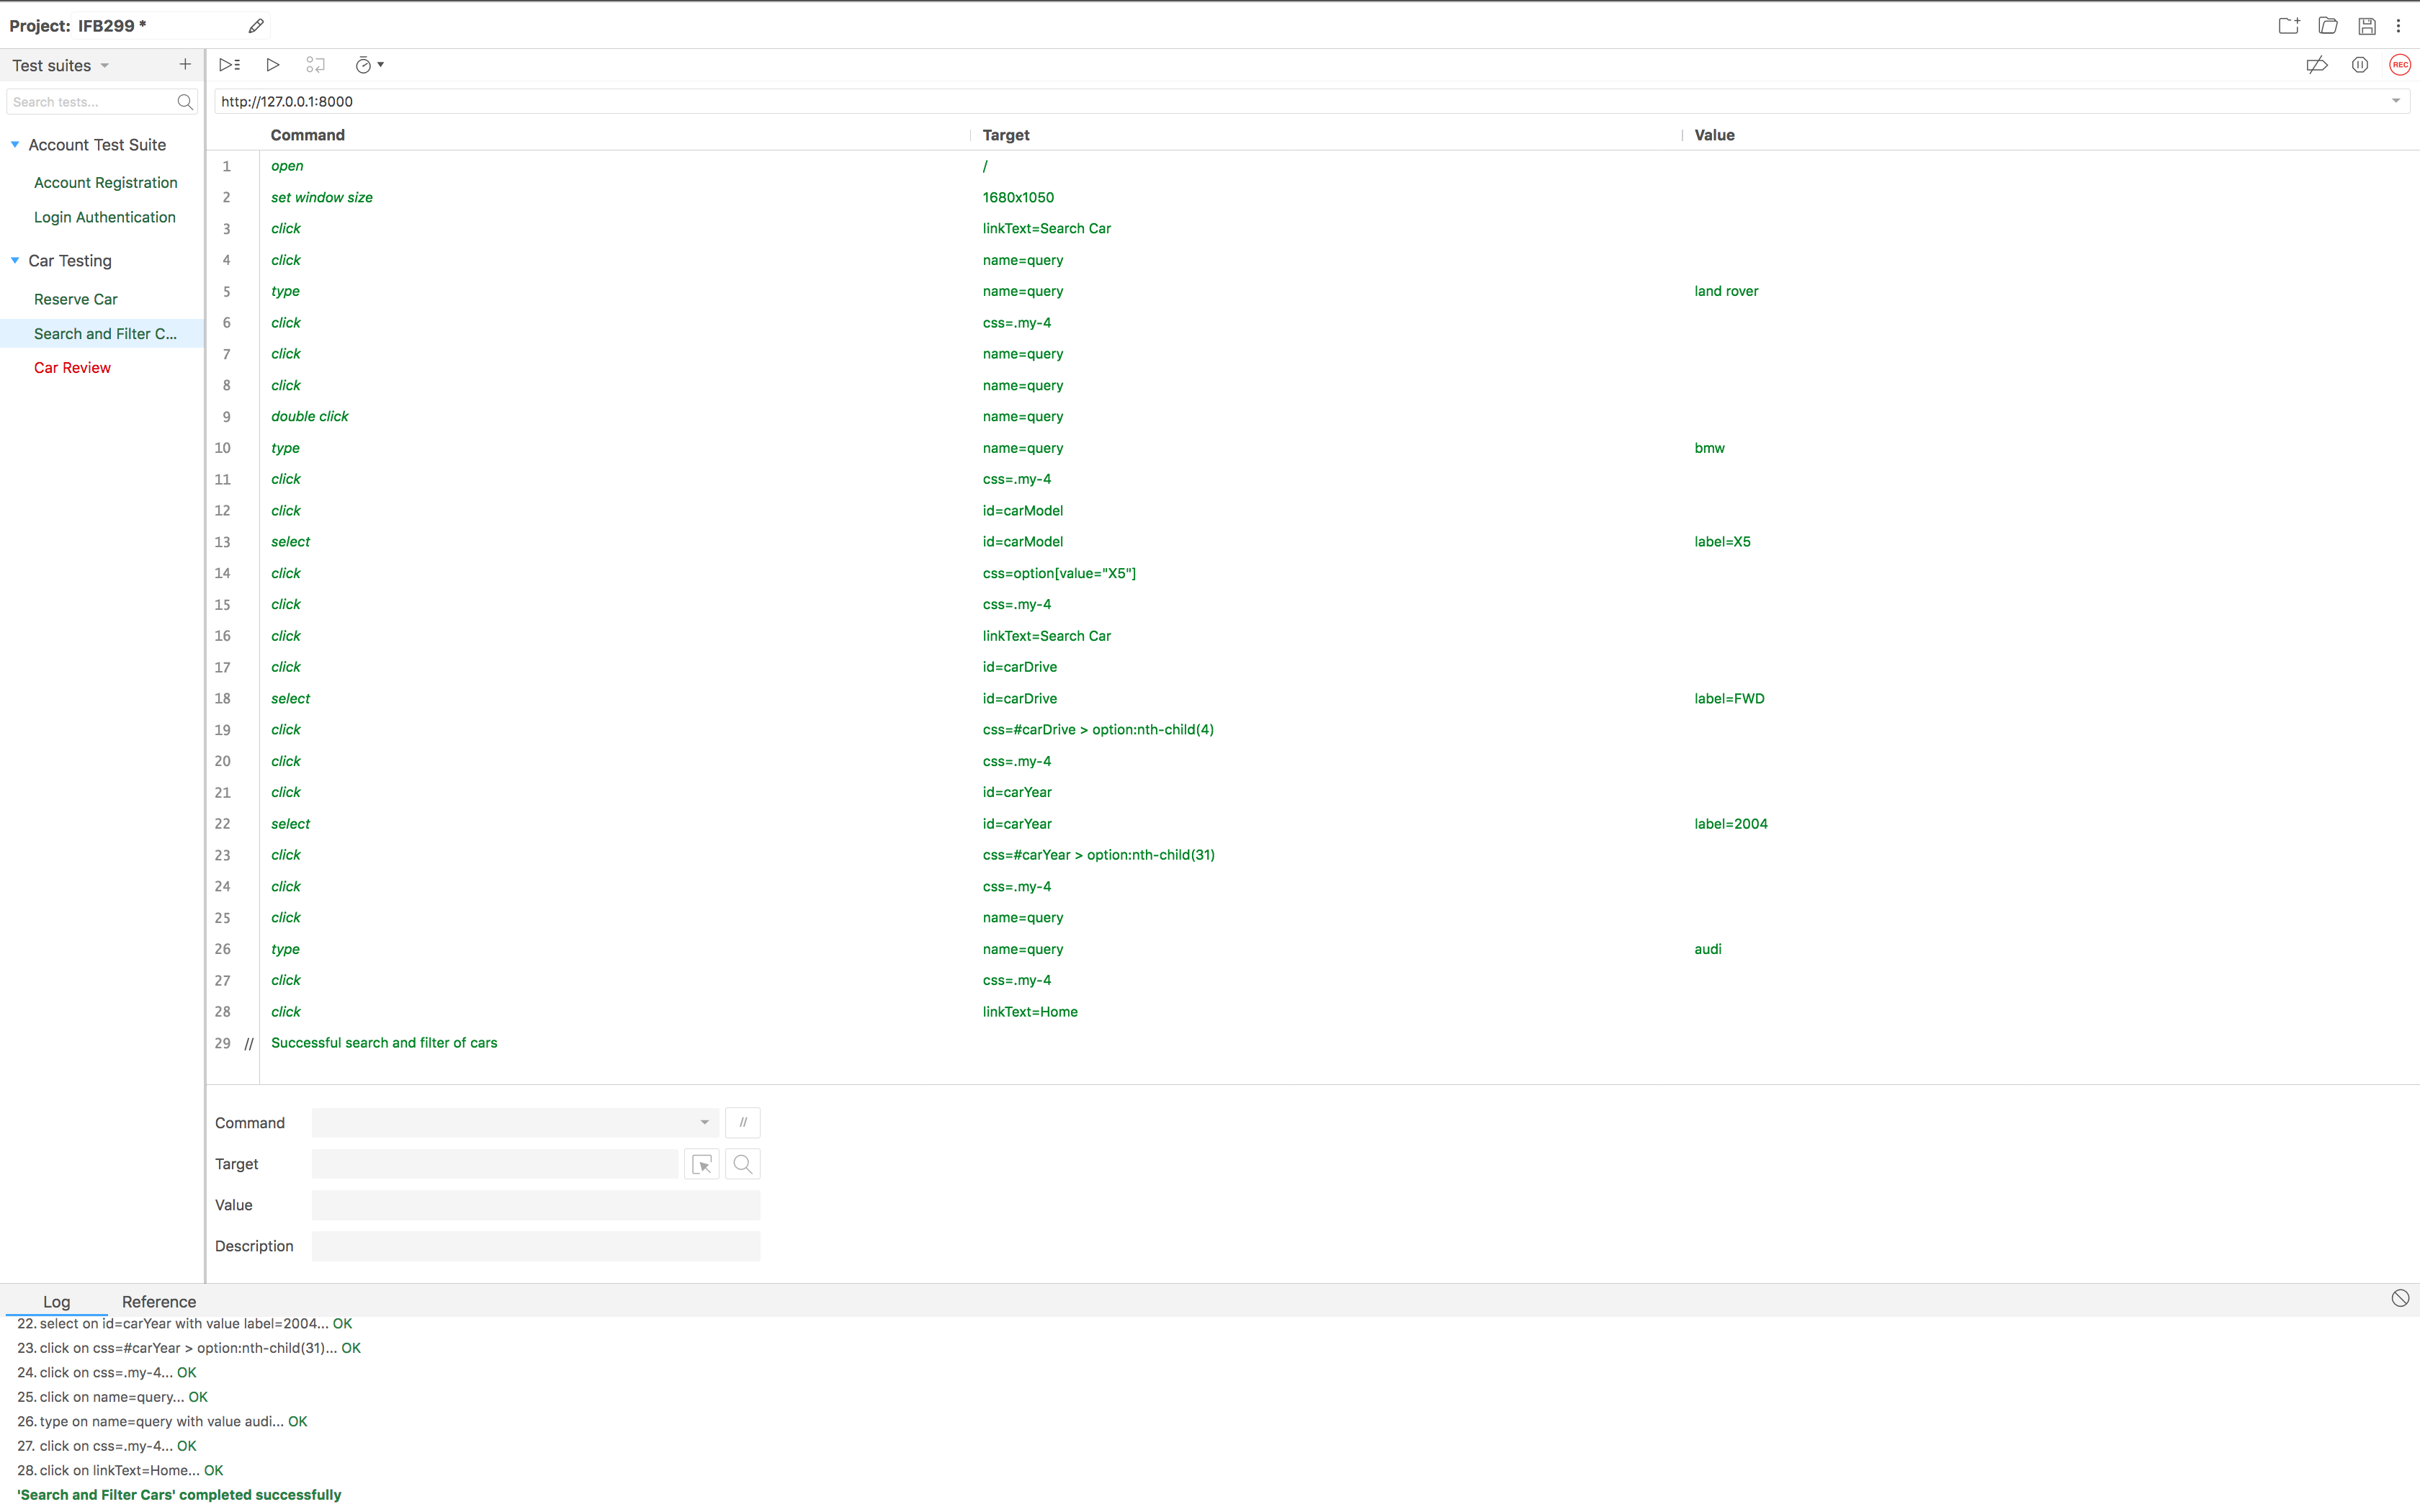 Project: IFB299 *
Test suites
Search tests...
Account Test Suite
Account Registration
Login Authentication
Car Testing
Reserve Car
Search and Filter C...
Car Review
REC
http://127.0.0.1:8000
Command Target Value
1 open /
2 set window size 1680x1050
3 click linkText=Search Car
4 click name=query
5 type name=query land rover
6 click css=.my-4
7 click name=query
8 click name=query
9 double click name=query
10 type name=query bmw
11 click css=.my-4
12 click id=carModel
13 select id=carModel label=X5
14 click css=option[value="X5"]
15 click css=.my-4
16 click linkText=Search Car
17 click id=carDrive
18 select id=carDrive label=FWD
19 click css=#carDrive > option:nth-child(4)
20 click css=.my-4
21 click id=carYear
22 select id=carYear label=2004
23 click css=#carYear > option:nth-child(31)
24 click css=.my-4
25 click name=query
26 type name=query audi
27 click css=.my-4
28 click linkText=Home
29 // Successful search and filter of cars
Command //
Target
Value
Description
Log Reference
22. select on id=carYear with value label=2004... OK
23. click on css=#carYear > option:nth-child(31)... OK
24. click on css=.my-4... OK
25. click on name=query... OK
26. type on name=query with value audi... OK
27. click on css=.my-4... OK
28. click on linkText=Home... OK
'Search and Filter Cars' completed successfully